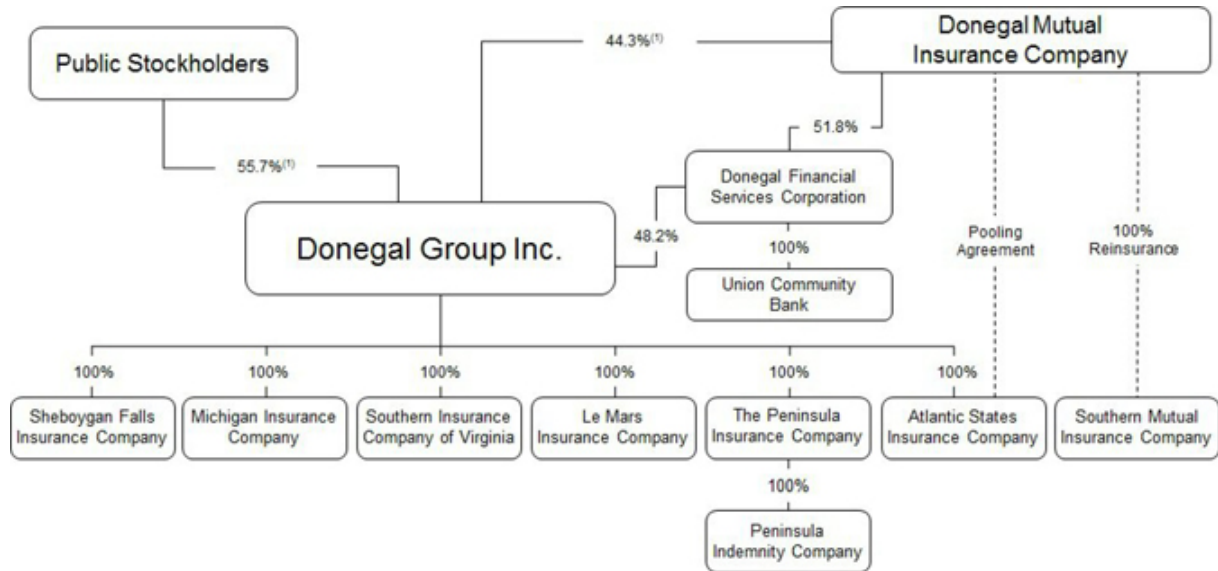 Public Stockholders
44.3%(1)
Donegal Mutual
Insurance Company
51.8%
55.7%(1)
Donegal Financial
Services Corporation
Donegal Group Inc.
48.2%
100%
Pooling
Agreement
100%
Reinsurance
Union Community
Bank
100%
100%
100%
100%
100%
100%
Sheboygan Falls
Insurance Company
Michigan Insurance
Company
Southern Insurance
Company of Virginia
Le Mars
Insurance Company
The Peninsula
Insurance Company
Atlantic States
Insurance Company
Southern Mutual
Insurance Company
100%
Peninsula
Indemnity Company